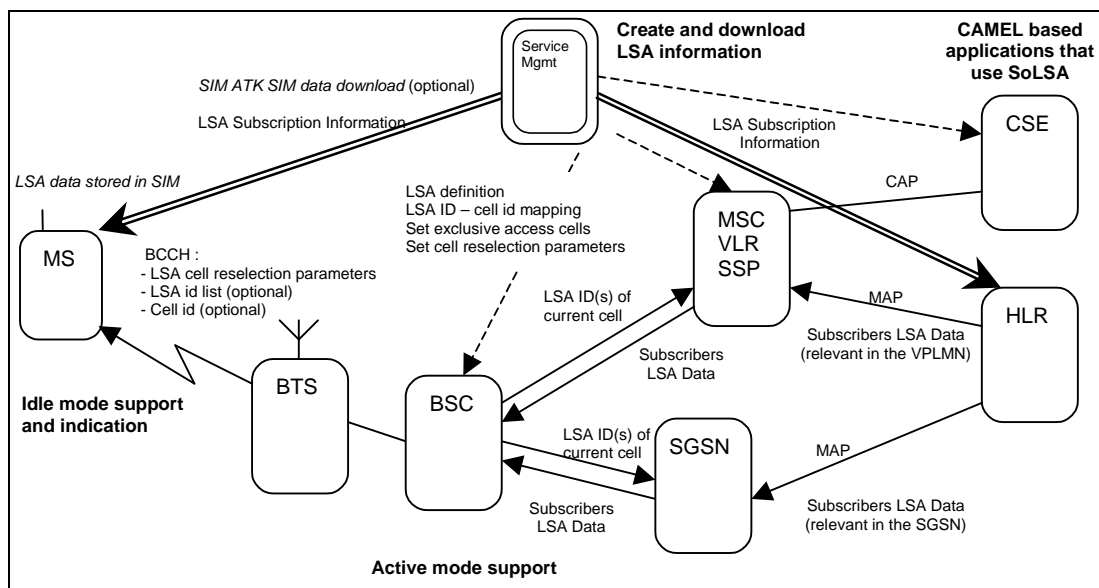 Service
Mgmt
Create and download
LSA information
CAMEL based
applications that
use SoLSA
SIM ATK SIM data download (optional)
LSA Subscription Information
LSA data stored in SIM
LSA Subscription
Information
CSE
CAP
LSA definition
LSA ID – cell id mapping
Set exclusive access cells
Set cell reselection parameters
MSC
VLR
SSP
MS
BCCH :
- LSA cell reselection parameters
- LSA id list (optional)
- Cell id (optional)
LSA ID(s) of
current cell
MAP
HLR
Subscribers LSA Data
(relevant in the VPLMN)
Subscribers
LSA Data
BTS
BSC
Idle mode support
and indication
LSA ID(s) of
current cell
SGSN
MAP
Subscribers
LSA Data
Subscribers LSA Data
(relevant in the SGSN)
Active mode support